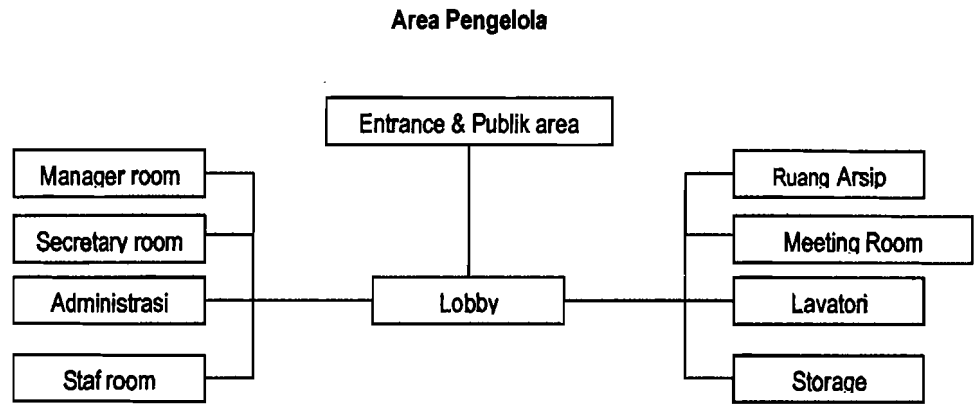 Area Pengelola
Entrance & Publik area
Manager room
Secretary room
Administrasi
Staf room
Lobby
Ruang Arsip
Meeting Room
Lavatori
Storage